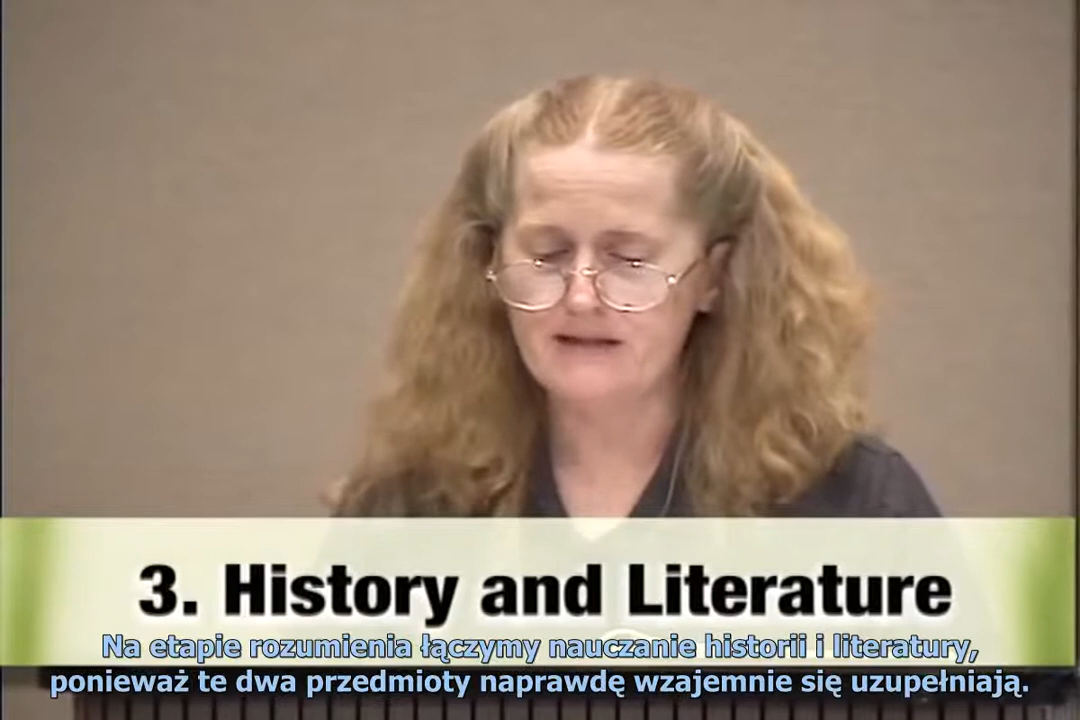 3. History and Literature
Na etapie rozumienia łączymy nauczanie historii i literatury,
ponieważ te dwa przedmioty naprawdę wzajemnie się uzupełniają.